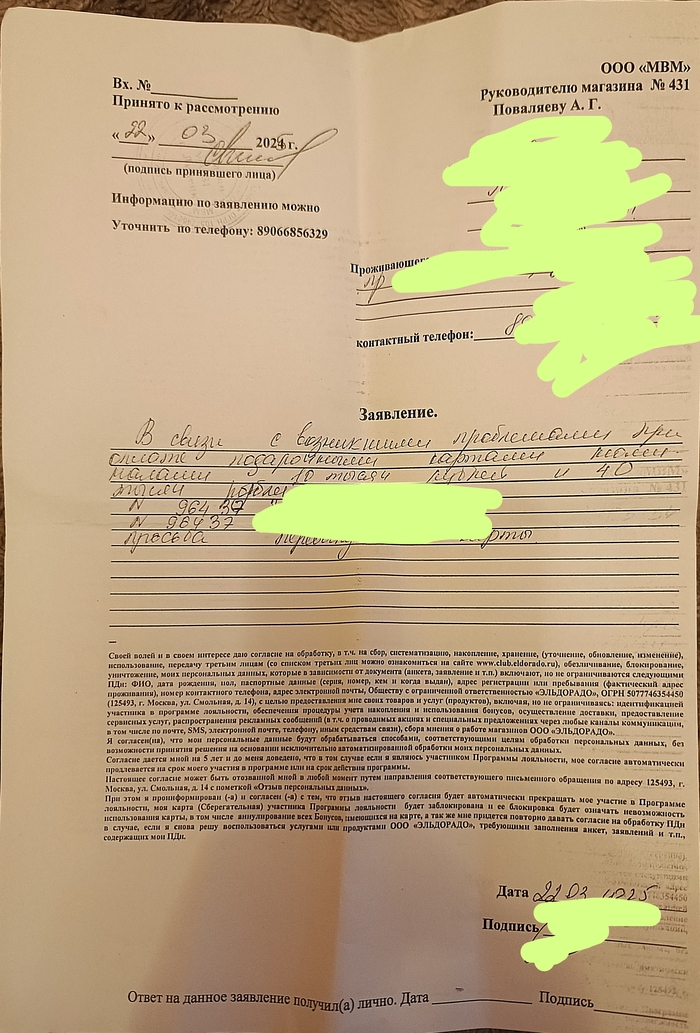 ООО «МВМ»
Руководителю магазина № 431
Поваляеву А. Г.
Вх. №
Принято к рассмотрению
«22» 03 2025 г.
(подпись принявшего лица)
Информацию по заявлению можно
Уточнить по телефону: 89066856329
Проживающего
пр
контактный телефон: 8
Заявление.
В связи с возникшими проблемами при
оплате подарочными картами номи-
налами 10 тысяч рублей и 40
тысяч рублей
N 96437
N 96437
просьба
Своей волей и в своем интересе даю согласие на обработку, в т.ч. на сбор, систематизацию, накопление, хранение, (уточнение, обновление, изменение),
использование, передачу третьим лицам (со списком третьих лиц можно ознакомиться на сайте www.club.eldorado.ru), обезличивание, блокирование,
уничтожение, моих персональных данных, которые в зависимости от документа (анкета, заявление и т.п.) включают, но не ограничиваются следующими
ПДн: ФИО, дата рождения, пол, паспортные данные (серия, номер, кем и когда выдан), адрес регистрации или пребывания (фактический адрес
проживания), номер контактного телефона, адрес электронной почты, Обществу с ограниченной ответственностью «ЭЛЬДОРАДО», ОГРН 5077746354450
(125493, г. Москва, ул. Смольная, д. 14), с целью предоставление мне своих товаров и услуг (продуктов), включая, но не ограничиваясь: идентификацией
участника в программе лояльности, обеспечения процедуры учета накопления и использования бонусов, осуществление доставки, предоставление
сервисных услуг, распространения рекламных сообщений (в т.ч. о проводимых акциях и специальных предложениях через любые каналы коммуникации,
в том числе по почте, SMS, электронной почте, телефону, иным средствам связи), сбора мнения о работе магазинов ООО «ЭЛЬДОРАДО».
Я согласен(на), что мои персональные данные будут обрабатываться способами, соответствующими целям обработки персональных данных, без
возможности принятия решения на основании исключительно автоматизированной обработки моих персональных данных.
Согласие дается мной на 5 лет и до меня доведено, что в том случае если я являюсь участником Программы лояльности, мое согласие автоматически
продлевается на срок моего участия в программе или на срок действия программы.
Настоящее согласие может быть отозванной мной в любой момент путем направления соответствующего письменного обращения по адресу 125493, г.
Москва, ул. Смольная, д. 14 с пометкой «Отзыв персональных данных».
При этом я проинформирован (-а) и согласен (-а) с тем, что отзыв настоящего согласия будет автоматически прекращать мое участие в Программе
лояльности, моя карта (Сберегательная) участника Программы лояльности будет заблокирована и ее блокировка будет означать невозможность
использования карты, в том числе аннулирование всех Бонусов, имеющихся на карте, а так же мне придется повторно давать согласие на обработку ПДн
в случае, если я снова решу воспользоваться услугами или продуктами ООО «ЭЛЬДОРАДО», требующими заполнения анкет, заявлений и т.п.,
содержащих мои ПДн.
Дата 22 03 2025
Подпись
Ответ на данное заявление получил(а) лично. Дата Подпись